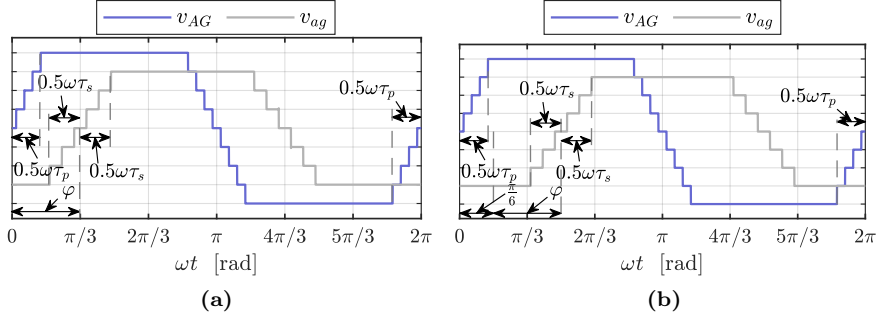 v_AG v_ag
0.5ωτ_s
0.5ωτ_p
0.5ωτ_p
0.5ωτ_s
φ
0 π/3 2π/3 π 4π/3 5π/3 2π
ωt [rad]
(a)
v_AG v_ag
0.5ωτ_s
0.5ωτ_p
0.5ωτ_p
0.5ωτ_s
π/6
φ
0 π/3 2π/3 π 4π/3 5π/3 2π
ωt [rad]
(b)